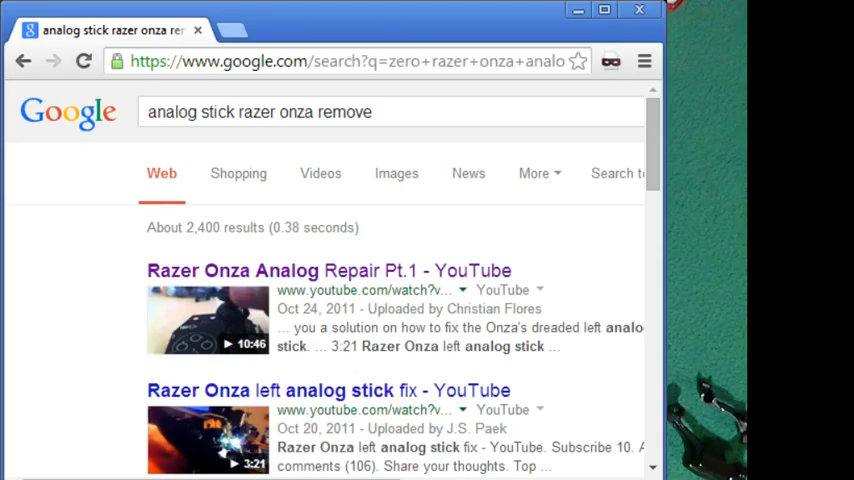 analog stick razer onza rer
https://www.google.com/search?q=zero+razer+onza+analo
Google
analog stick razer onza remove
Web Shopping Videos Images News More Search to
About 2,400 results (0.38 seconds)
Razer Onza Analog Repair Pt.1 - YouTube
www.youtube.com/watch?v... YouTube
Oct 24, 2011 - Uploaded by Christian Flores
... you a solution on how to fix the Onza's dreaded left analo
stick. ... 3:21 Razer Onza left analog stick ...
10:46
Razer Onza left analog stick fix - YouTube
www.youtube.com/watch?v... YouTube
Oct 20, 2011 - Uploaded by J.S. Paek
Razer Onza left analog stick fix - YouTube. Subscribe 10. A
comments (106). Share your thoughts. Top ...
3:21